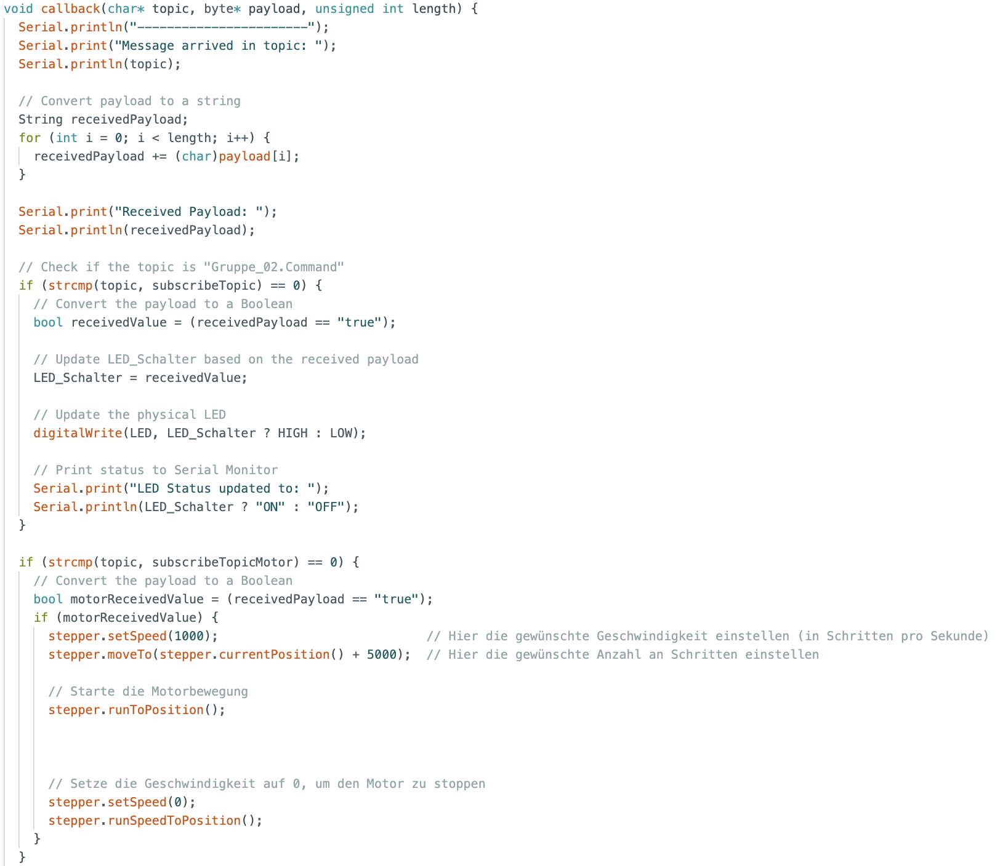 void callback(char* topic, byte* payload, unsigned int length) {
  Serial.println("-----------------------");
  Serial.print("Message arrived in topic: ");
  Serial.println(topic);

  // Convert payload to a string
  String receivedPayload;
  for (int i = 0; i < length; i++) {
    receivedPayload += (char)payload[i];
  }

  Serial.print("Received Payload: ");
  Serial.println(receivedPayload);

  // Check if the topic is "Gruppe_02.Command"
  if (strcmp(topic, subscribeTopic) == 0) {
    // Convert the payload to a Boolean
    bool receivedValue = (receivedPayload == "true");

    // Update LED_Schalter based on the received payload
    LED_Schalter = receivedValue;

    // Update the physical LED
    digitalWrite(LED, LED_Schalter ? HIGH : LOW);

    // Print status to Serial Monitor
    Serial.print("LED Status updated to: ");
    Serial.println(LED_Schalter ? "ON" : "OFF");
  }

  if (strcmp(topic, subscribeTopicMotor) == 0) {
    // Convert the payload to a Boolean
    bool motorReceivedValue = (receivedPayload == "true");
    if (motorReceivedValue) {
      stepper.setSpeed(1000);                            // Hier die gewünschte Geschwindigkeit einstellen (in Schritten pro Sekunde)
      stepper.moveTo(stepper.currentPosition() + 5000);  // Hier die gewünschte Anzahl an Schritten einstellen

      // Starte die Motorbewegung
      stepper.runToPosition();

      // Setze die Geschwindigkeit auf 0, um den Motor zu stoppen
      stepper.setSpeed(0);
      stepper.runSpeedToPosition();
    }
  }